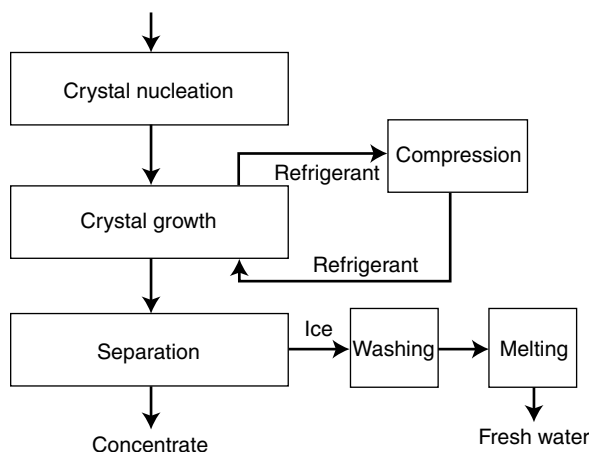 Crystal nucleation
Refrigerant
Compression
Crystal growth
Refrigerant
Separation
Ice
Washing
Melting
Concentrate
Fresh water